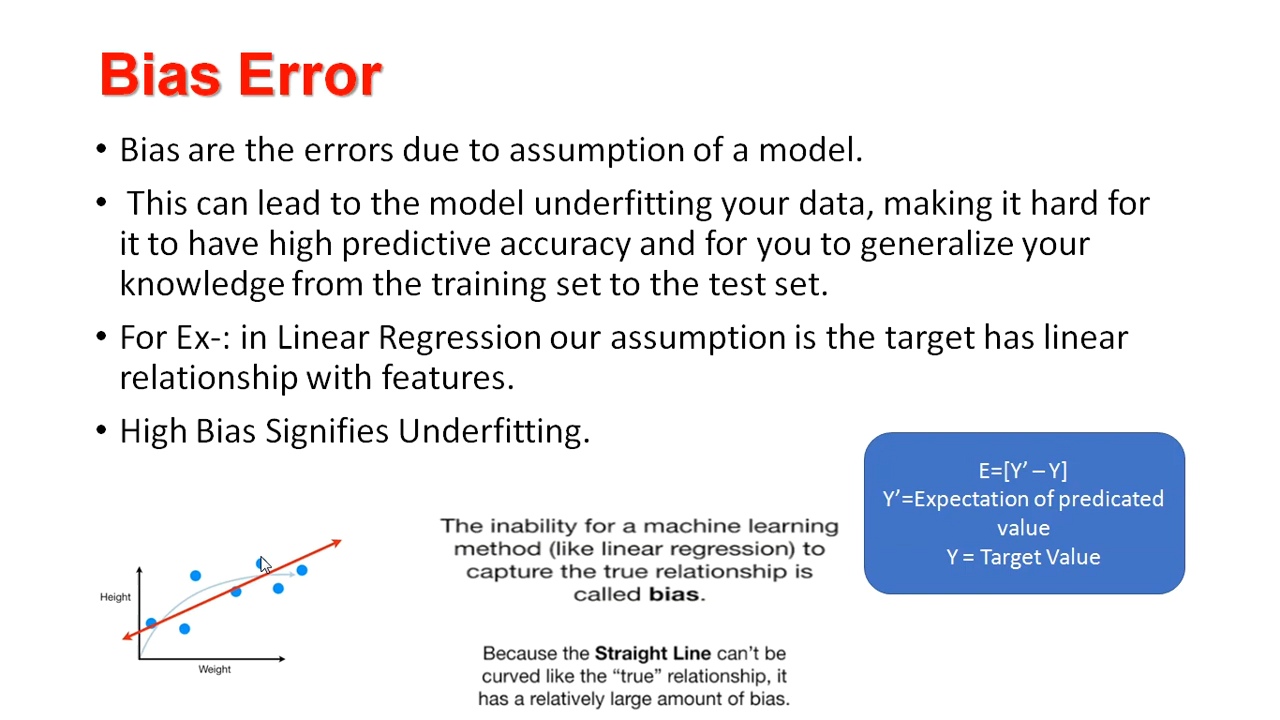 Bias Error
• Bias are the errors due to assumption of a model.
• This can lead to the model underfitting your data, making it hard for
it to have high predictive accuracy and for you to generalize your
knowledge from the training set to the test set.
• For Ex-: in Linear Regression our assumption is the target has linear
relationship with features.
• High Bias Signifies Underfitting.
Height
Weight
The inability for a machine learning
method (like linear regression) to
capture the true relationship is
called bias.
Because the Straight Line can’t be
curved like the “true” relationship, it
has a relatively large amount of bias.
E=[Y’ – Y]
Y’=Expectation of predicated
value
Y = Target Value